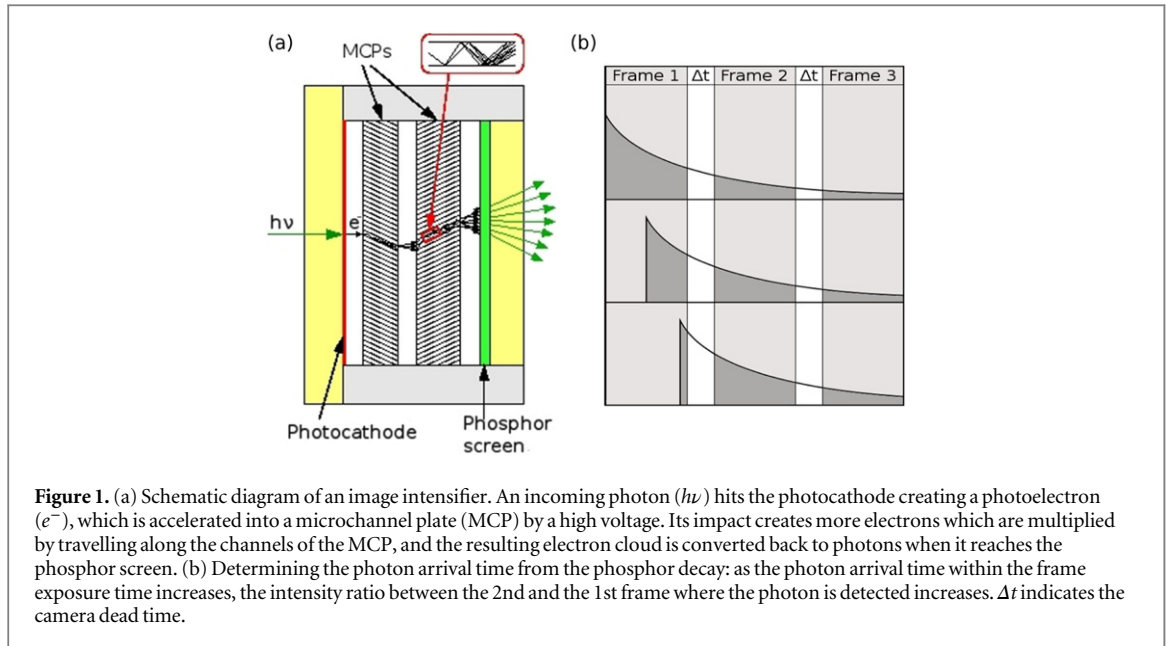 (a)
MCPs
hν
e⁻
Photocathode
Phosphor
screen
(b)
Frame 1 Δt Frame 2 Δt Frame 3
Figure 1. (a) Schematic diagram of an image intensifier. An incoming photon (hν) hits the photocathode creating a photoelectron
(e⁻), which is accelerated into a microchannel plate (MCP) by a high voltage. Its impact creates more electrons which are multiplied
by travelling along the channels of the MCP, and the resulting electron cloud is converted back to photons when it reaches the
phosphor screen. (b) Determining the photon arrival time from the phosphor decay: as the photon arrival time within the frame
exposure time increases, the intensity ratio between the 2nd and the 1st frame where the photon is detected increases. Δt indicates the
camera dead time.